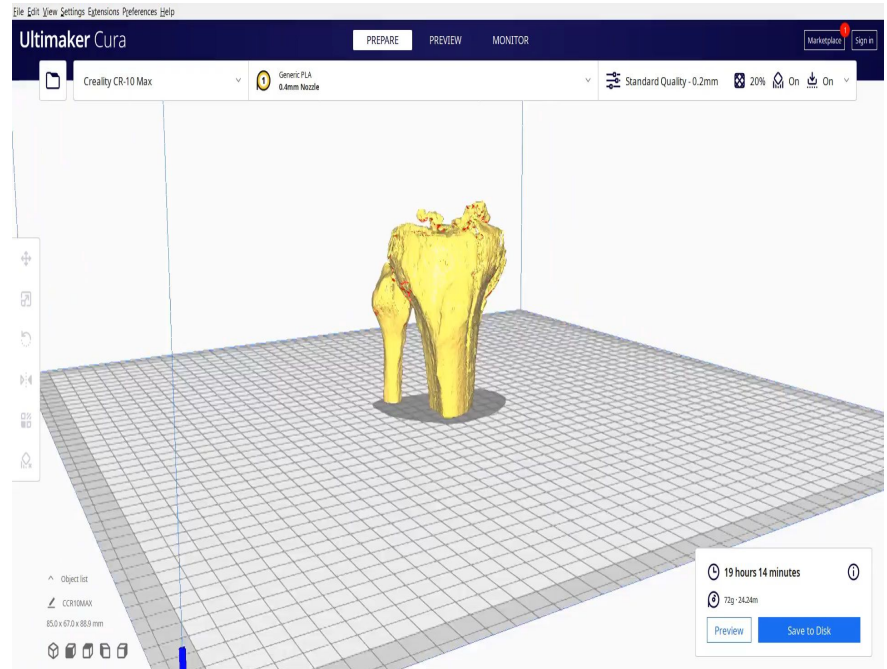 File Edit View Settings Extensions Preferences Help
Ultimaker Cura PREPARE PREVIEW MONITOR Marketplace 1 Sign in
Creality CR-10 Max 1 Generic PLA Standard Quality - 0.2mm 20% On On
0.4mm Nozzle
Object list
CCR10MAX
85.0 x 67.0 x 88.9 mm
19 hours 14 minutes
72g · 24.24m
Preview Save to Disk